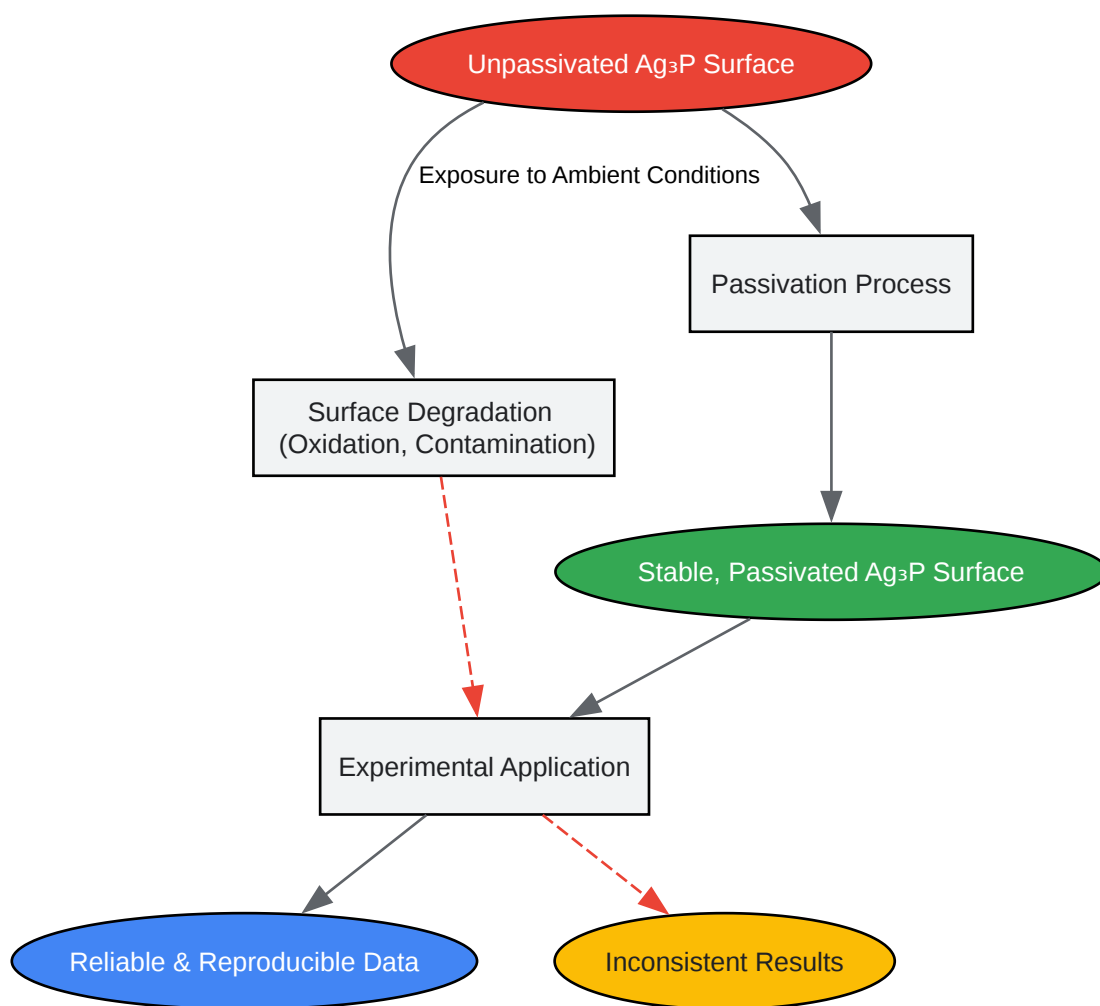 Unpassivated Ag₃P Surface
Exposure to Ambient Conditions
Passivation Process
Surface Degradation
(Oxidation, Contamination)
Stable, Passivated Ag₃P Surface
Experimental Application
Reliable & Reproducible Data
Inconsistent Results